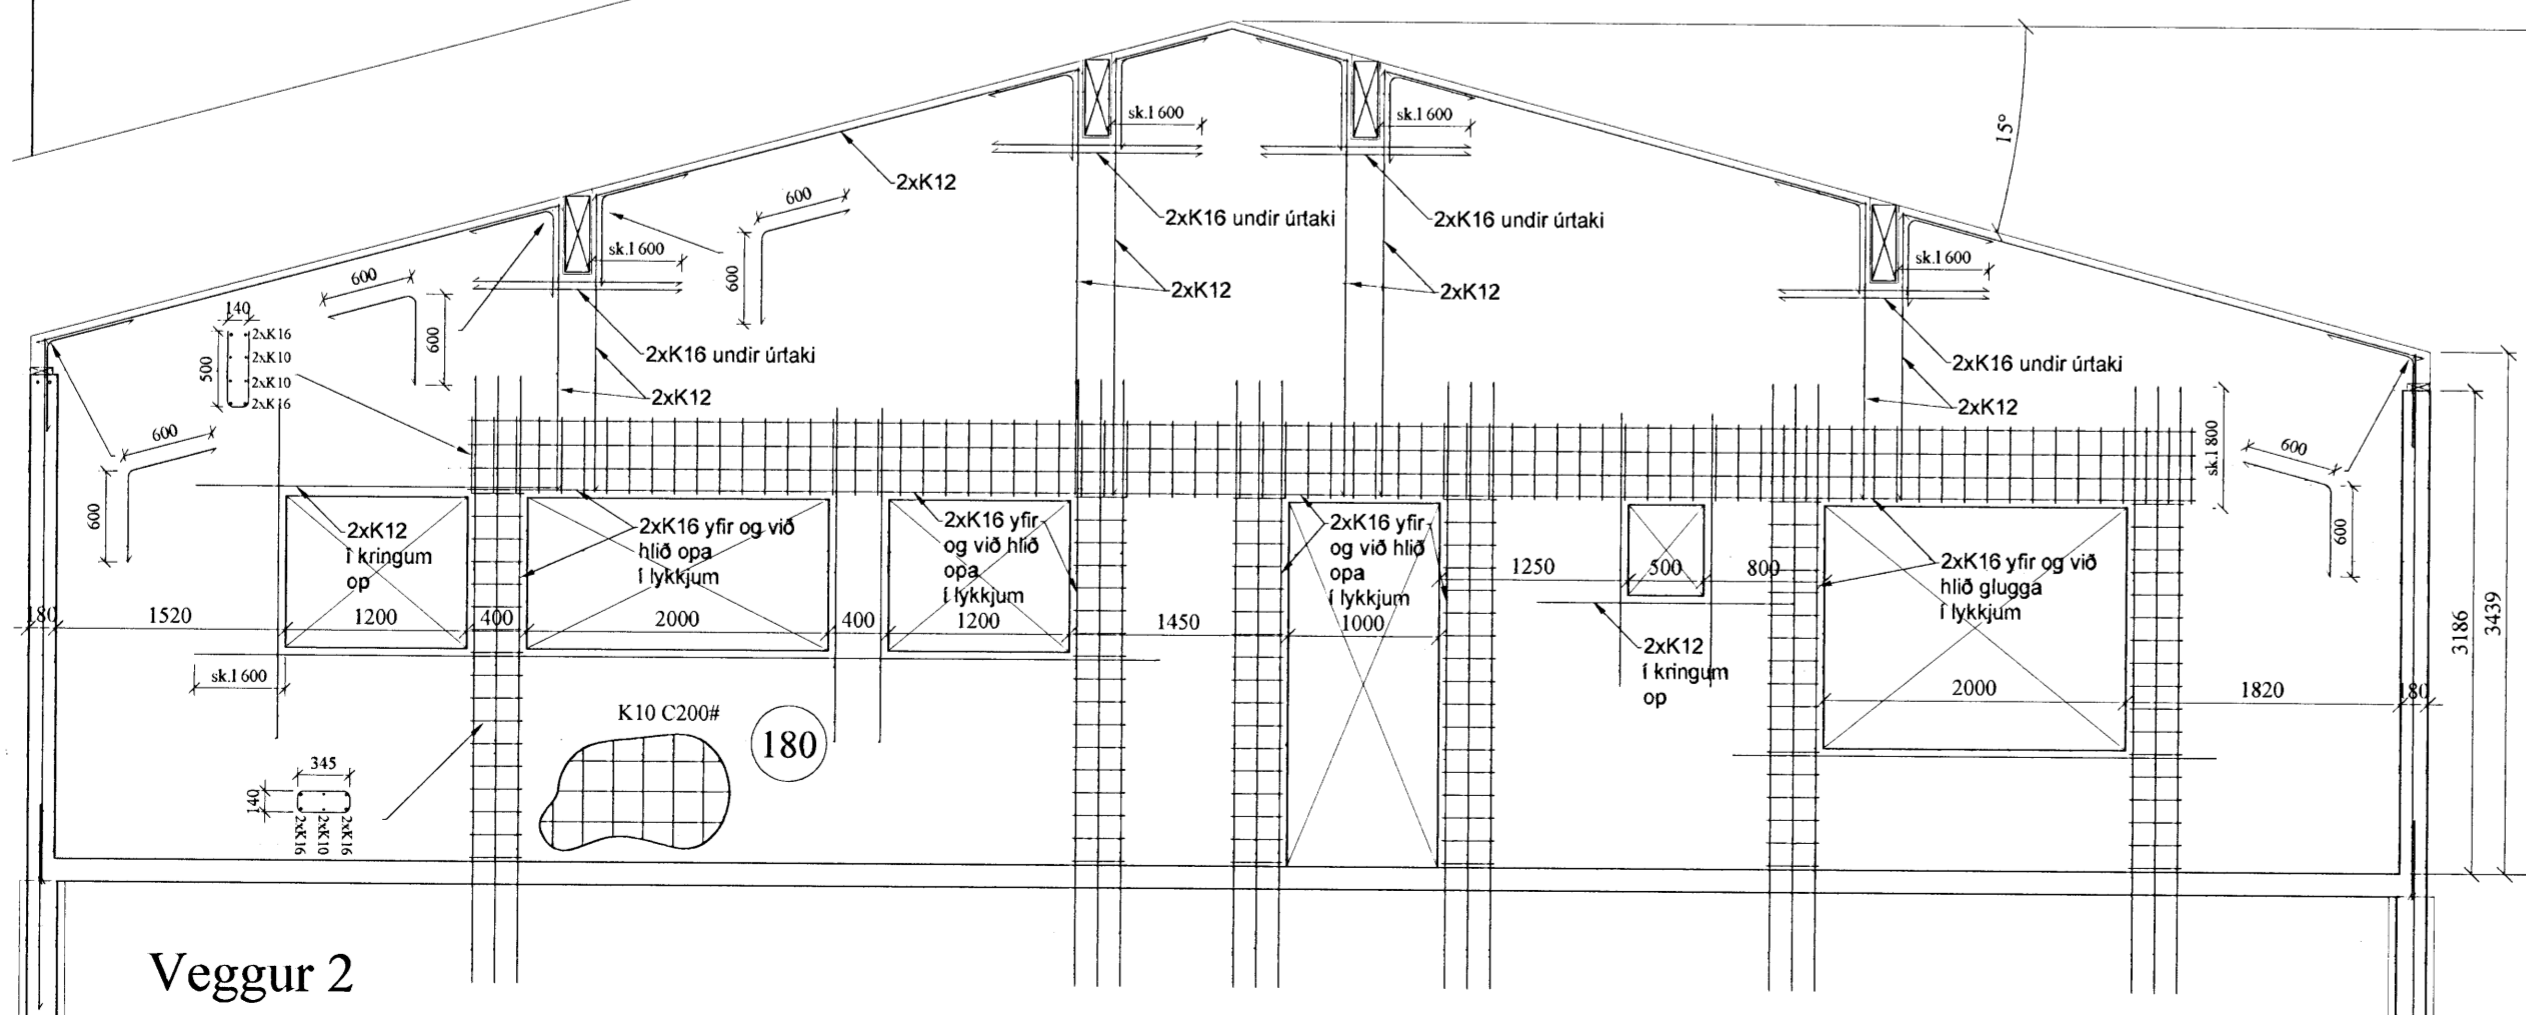 15°
sk.l 600
sk.l 600
2xK12
2xK16 undir úrtaki
2xK16 undir úrtaki
600
600
sk.l 600
sk.l 600
2xK12
2xK12
600
600
140
500
2xK16
2xK10
2xK10
2xK16
2xK16 undir úrtaki
2xK12
2xK16 undir úrtaki
2xK12
600
600
sk.l 800
600
600
2xK12
í kringum
op
2xK16 yfir og við
hlið opa
í lykkjum
2xK16 yfir
og við hlið
opa
í lykkjum
2xK16 yfir
og við hlið
opa
í lykkjum
1250
500
800
2xK16 yfir og við
hlið glugga
í lykkjum
180
1520
1200
400
2000
400
1200
1450
1000
2xK12
í kringum
op
3186
3439
sk.l 600
2000
1820
180
K10 C200#
180
345
140
2xK16
2xK10
2xK16
Veggur 2